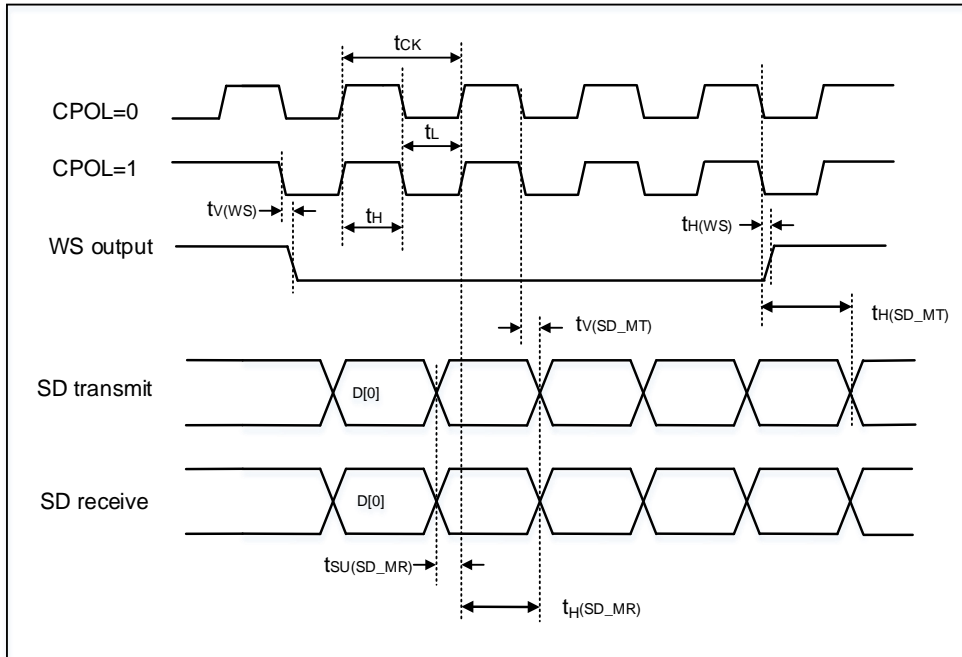 tCK
CPOL=0
tL
CPOL=1
tV(WS)
tH
tH(WS)
WS output
tV(SD_MT)
tH(SD_MT)
SD transmit
D[0]
SD receive
D[0]
tSU(SD_MR)
tH(SD_MR)